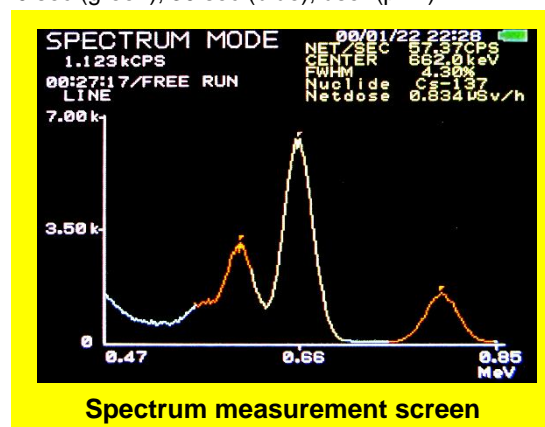 SPECTRUM MODE 00/01/22 22:28
1.123kCPS NET/SEC 57.37CPS
CENTER 662.0keV
FWHM 4.30%
00:27:17/FREE RUN Nuclide Cs-137
LINE Netdose 0.834μSv/h
7.00k
3.50k
0
0.47 0.66 0.85
MeV
Spectrum measurement screen